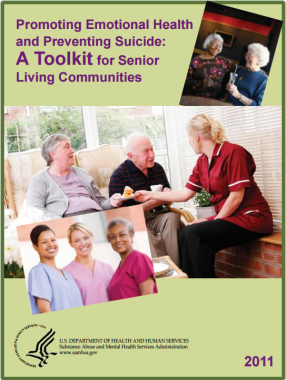 Promoting Emotional Health
and Preventing Suicide:
A Toolkit for Senior
Living Communities
U.S. DEPARTMENT OF HEALTH AND HUMAN SERVICES
Substance Abuse and Mental Health Services Administration
www.samhsa.gov
2011